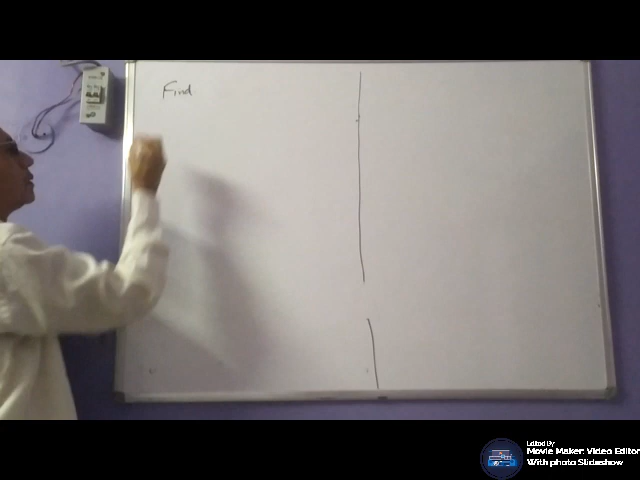 Find
Edited By
Movie Maker: Video Editor
With photo Slideshow